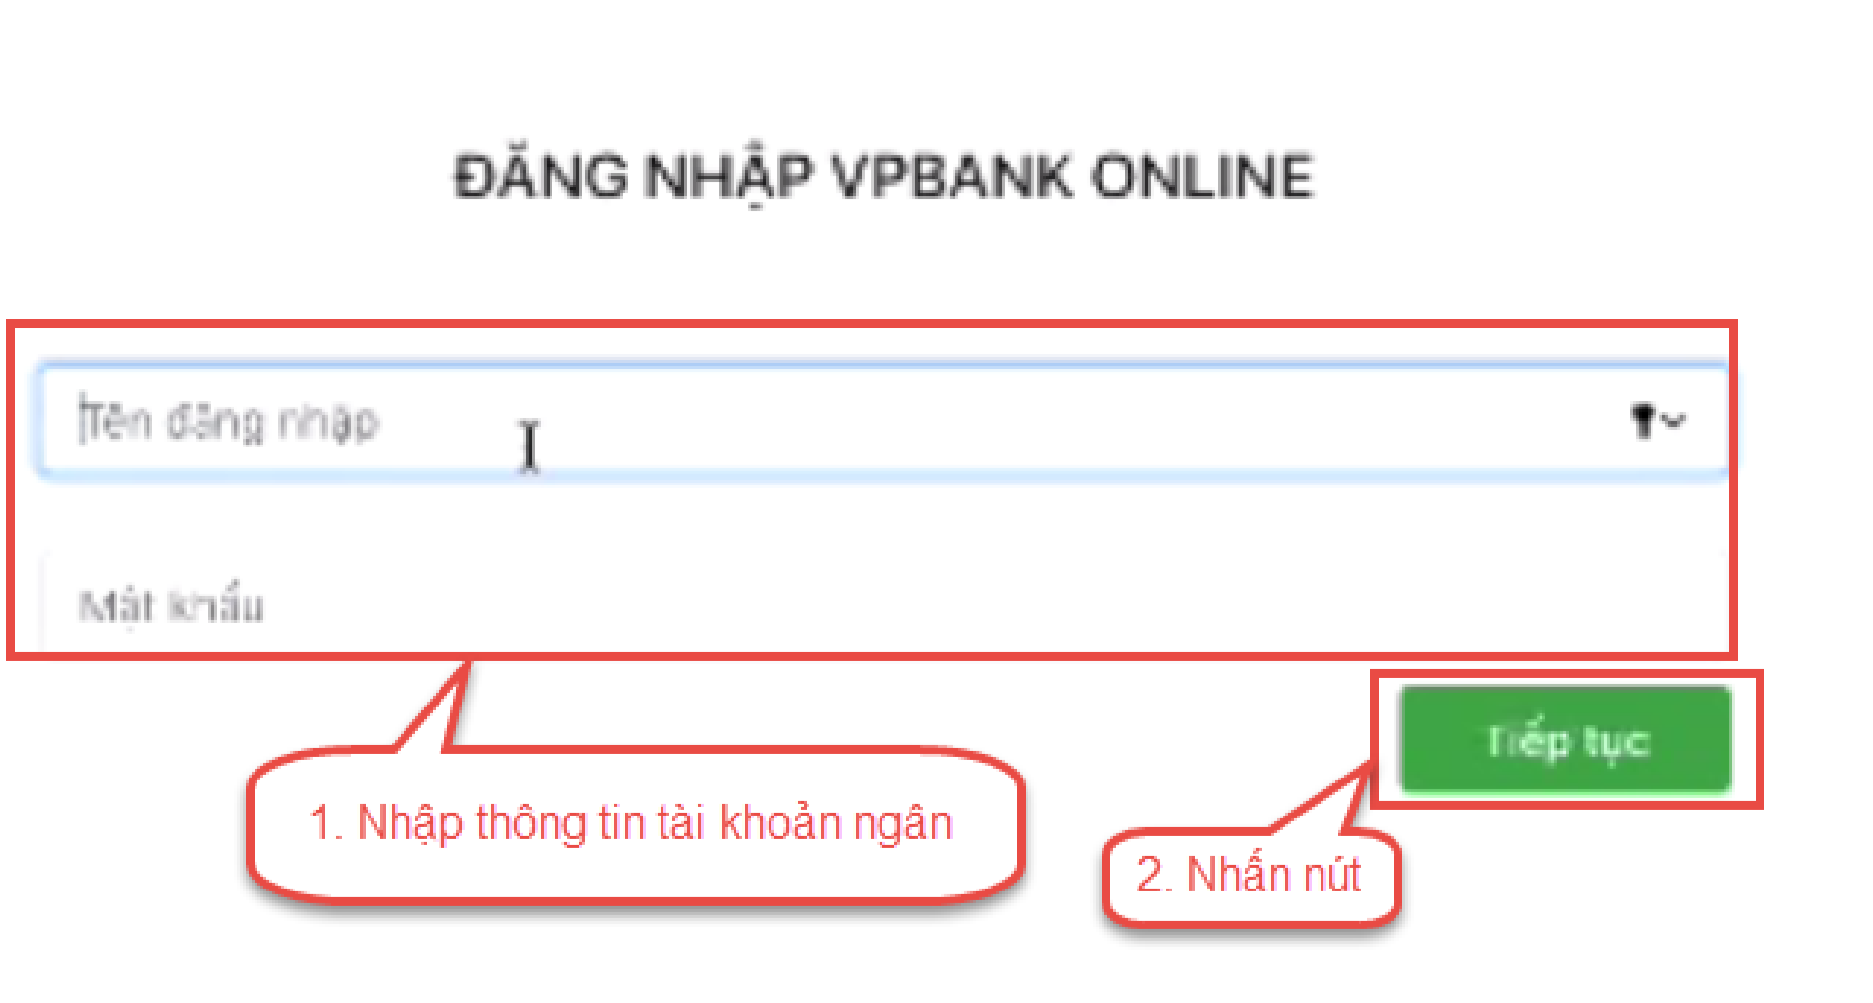 ĐĂNG NHẬP VPBANK ONLINE
Tên đăng nhập
Mật khẩu
Tiếp tục
1. Nhập thông tin tài khoản ngân
2. Nhấn nút